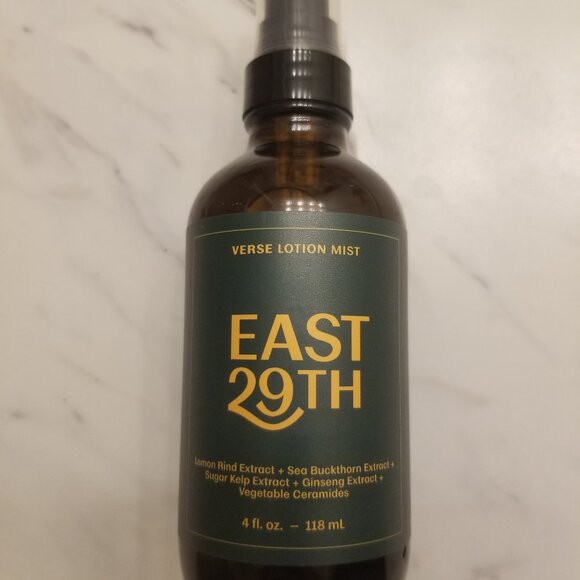 VERSE LOTION MIST
EAST
29TH
Lemon Rind Extract + Sea Buckthorn Extract +
Sugar Kelp Extract + Ginseng Extract +
Vegetable Ceramides
4 fl. oz. – 118 mL